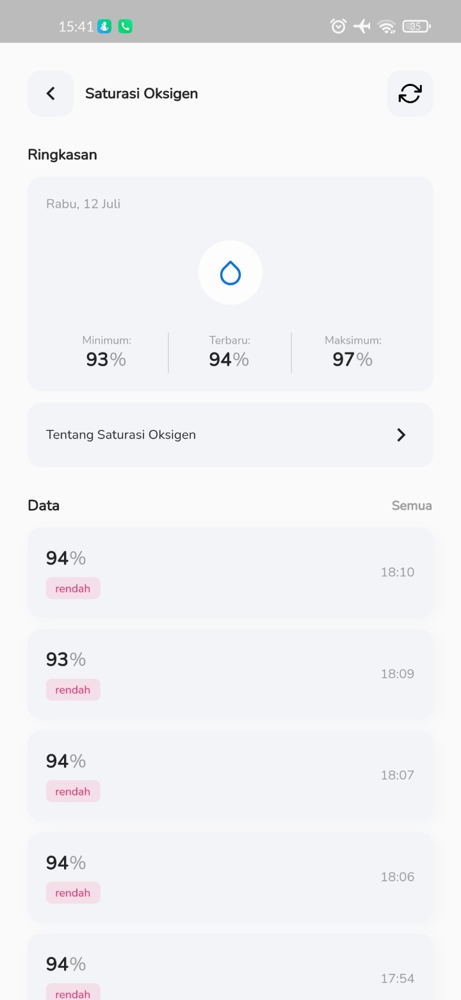 15:41
35
Saturasi Oksigen
Ringkasan
Rabu, 12 Juli
Minimum: Terbaru: Maksimum:
93% 94% 97%
Tentang Saturasi Oksigen
Data Semua
94%
18:10
rendah
93%
18:09
rendah
94%
18:07
rendah
94%
18:06
rendah
94%
17:54
rendah